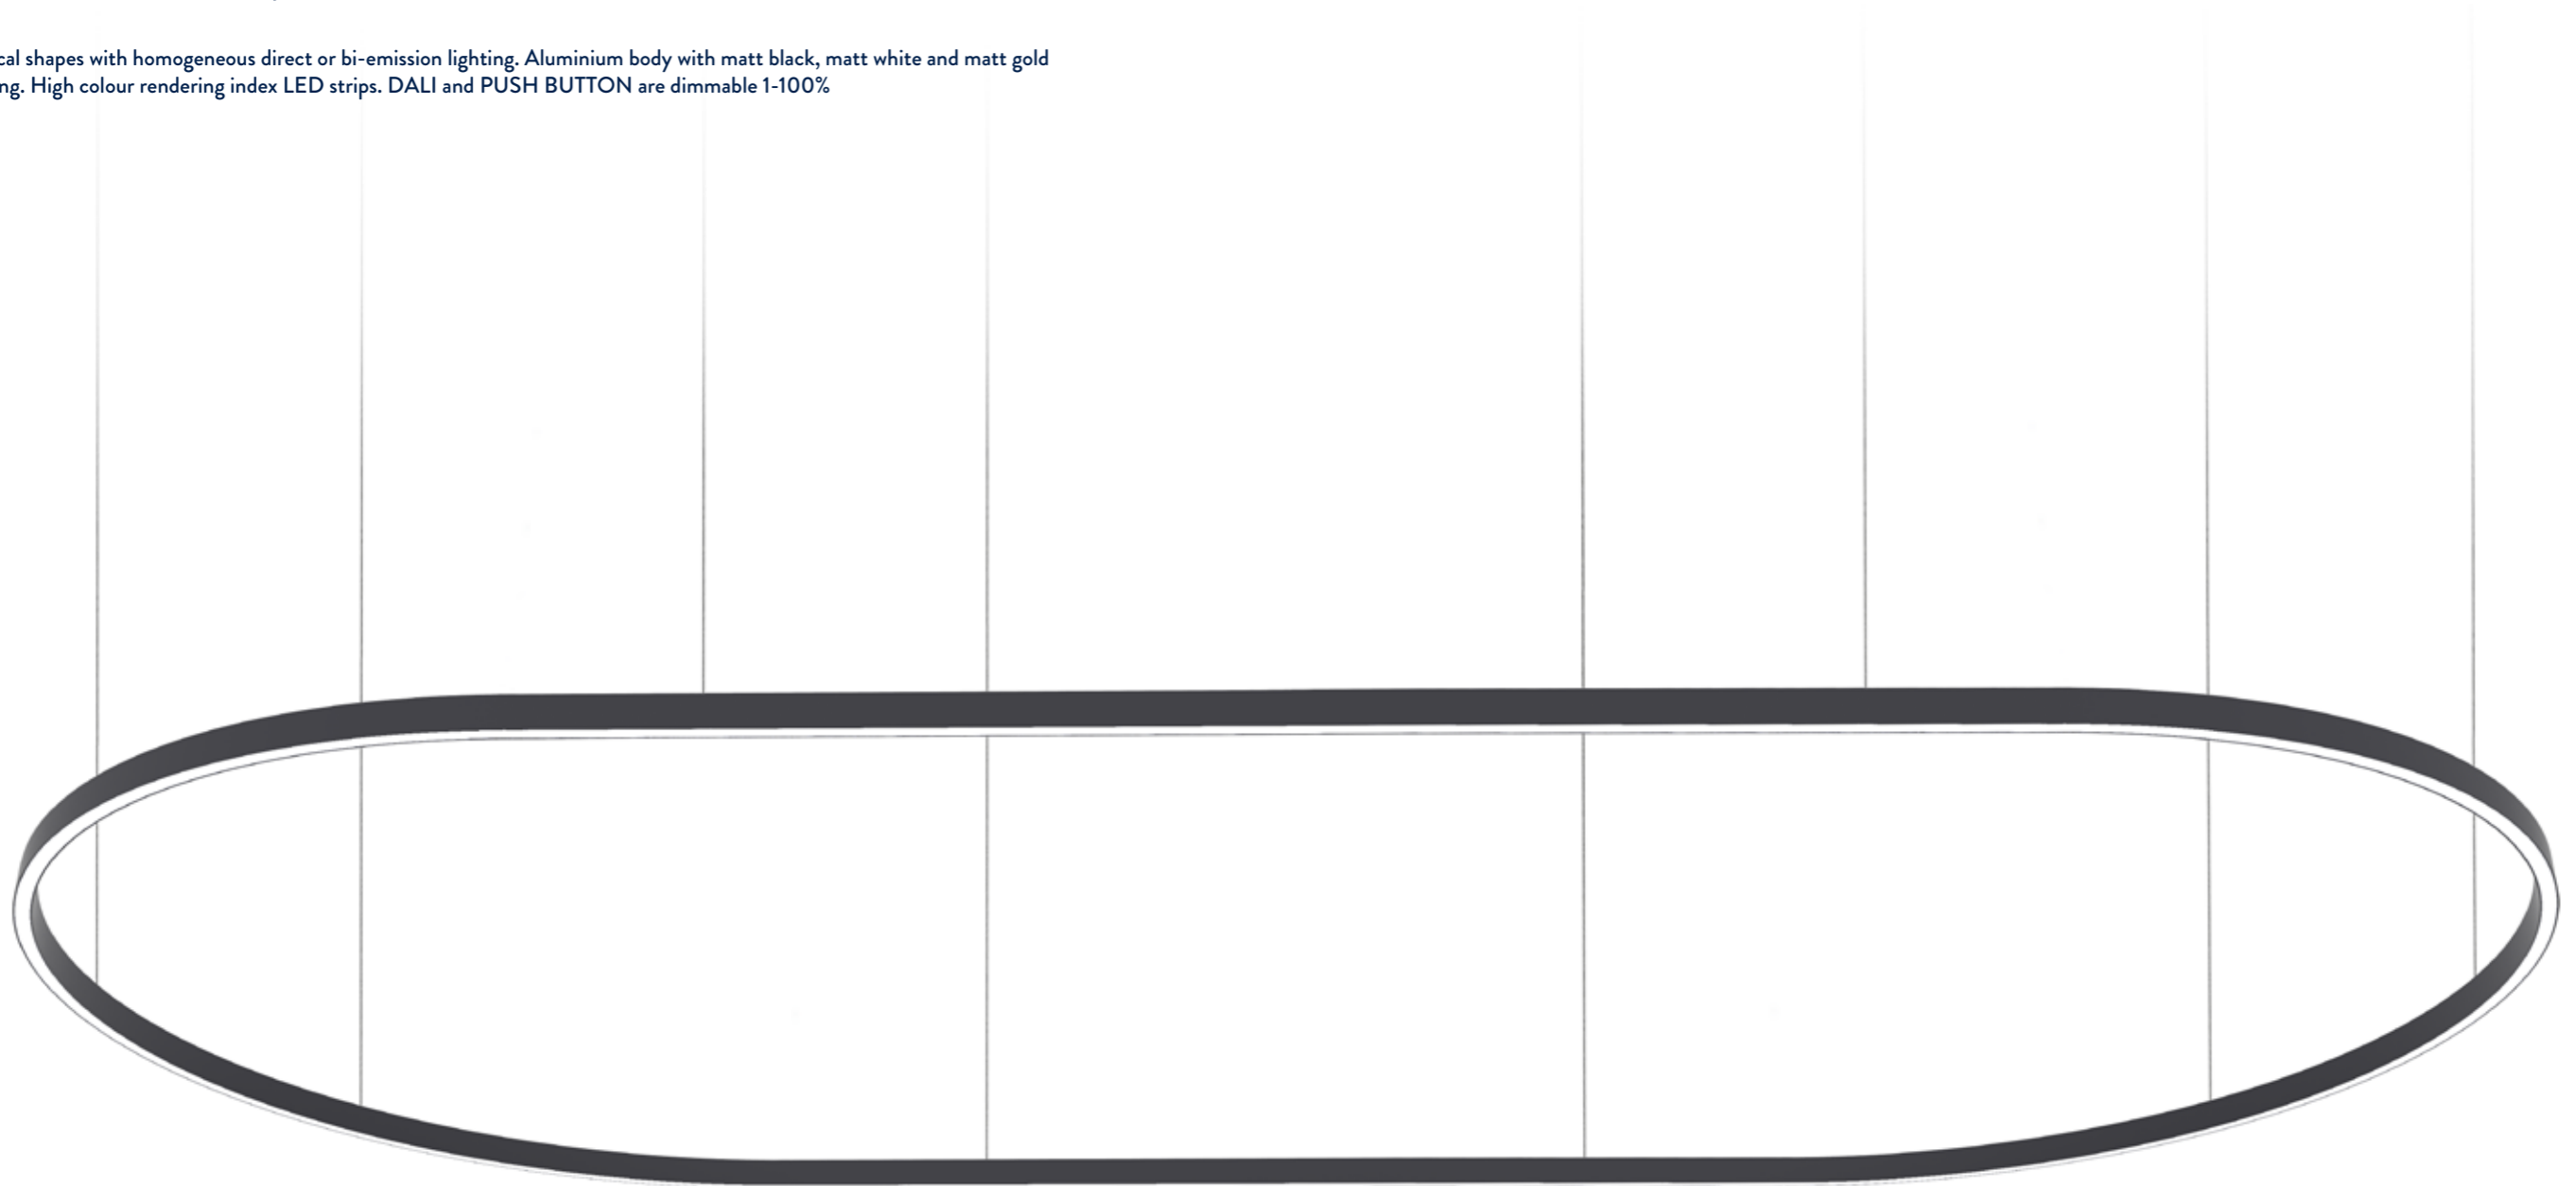 cal shapes with homogeneous direct or bi-emission lighting. Aluminium body with matt black, matt white and matt gold
ng. High colour rendering index LED strips. DALI and PUSH BUTTON are dimmable 1-100%